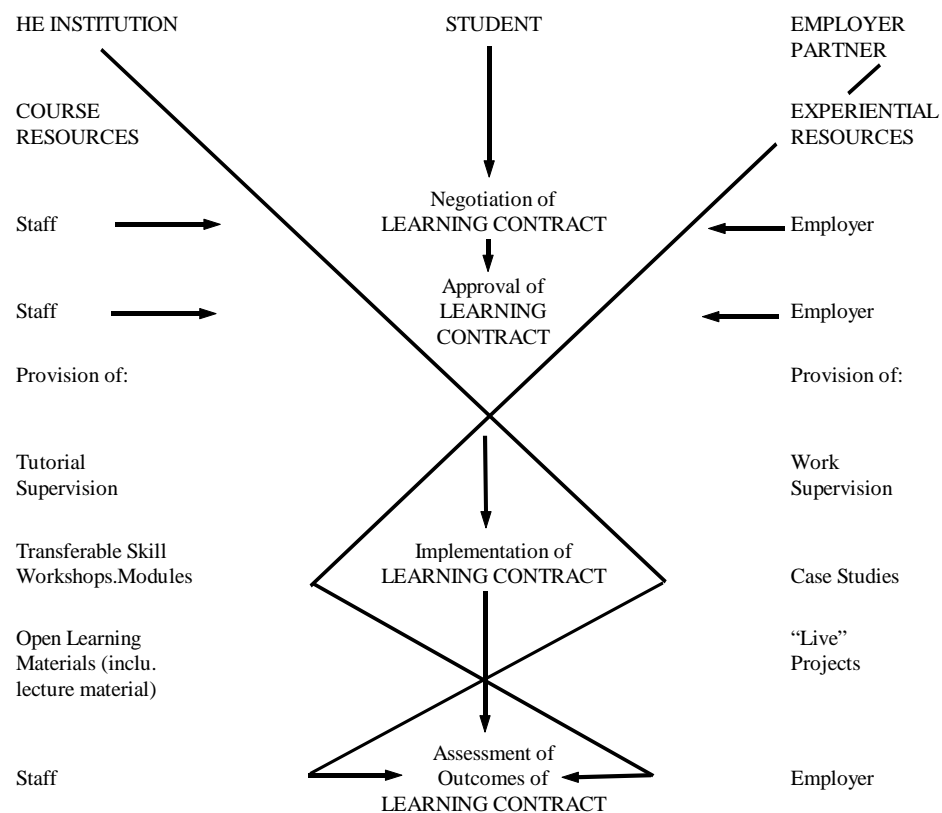 HE INSTITUTION
STUDENT
EMPLOYER
PARTNER
COURSE
RESOURCES
EXPERIENTIAL
RESOURCES
Staff
Negotiation of
LEARNING CONTRACT
Employer
Staff
Approval of
LEARNING
CONTRACT
Employer
Provision of:
Provision of:
Tutorial
Supervision
Work
Supervision
Transferable Skill
Workshops.Modules
Implementation of
LEARNING CONTRACT
Case Studies
Open Learning
Materials (inclu.
lecture material)
“Live”
Projects
Staff
Assessment of
Outcomes of
LEARNING CONTRACT
Employer